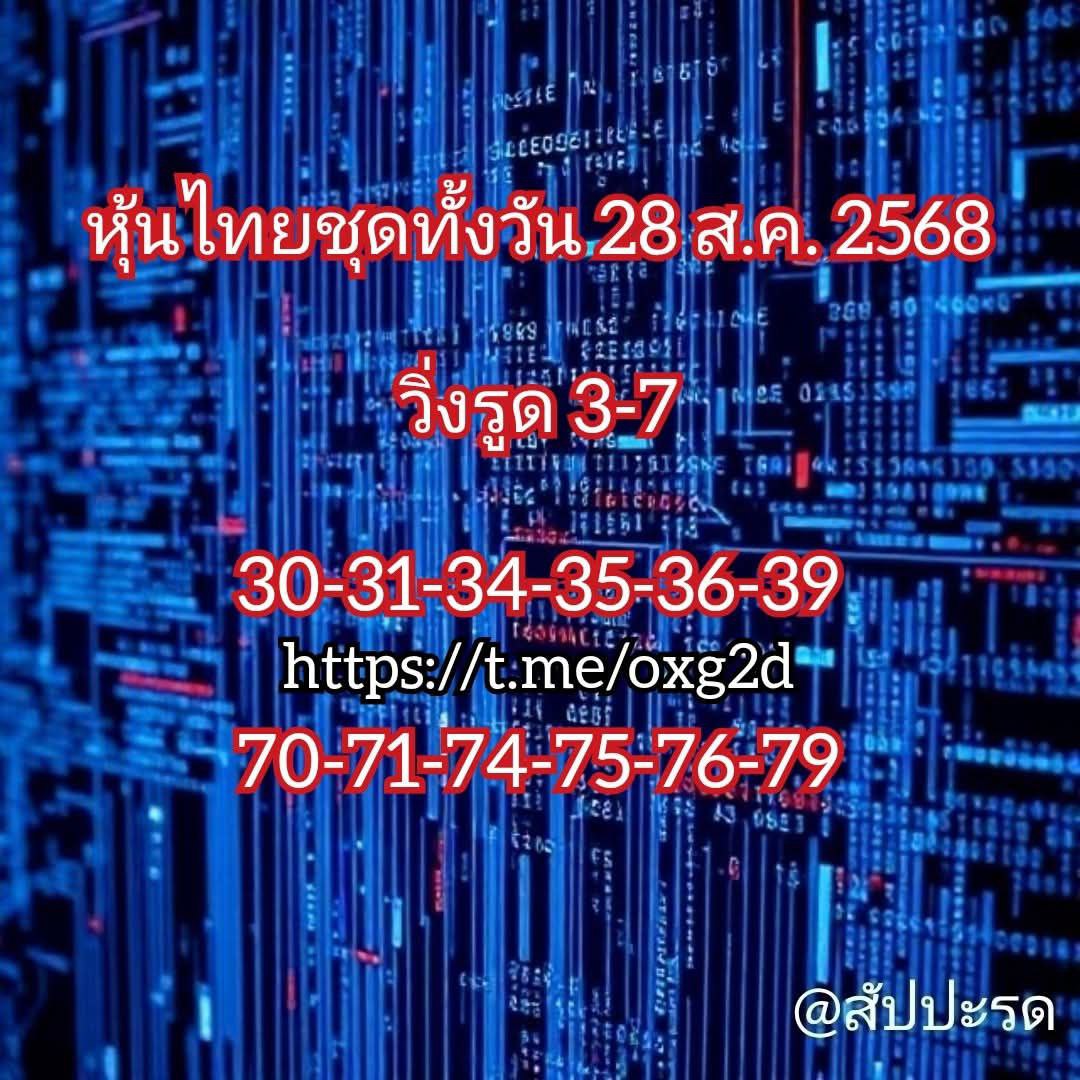 หุ้นไทยชุดทั้งวัน 28 ส.ค. 2568
วิ่งรูด 3-7
30-31-34-35-36-39
https://t.me/oxg2d
70-71-74-75-76-79
@สัปปะรด